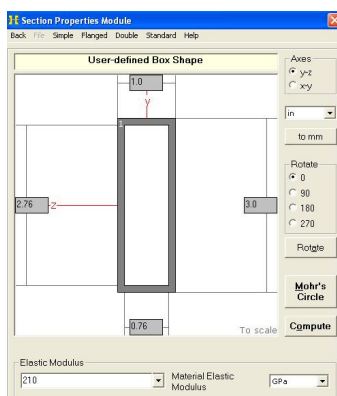 Section Properties Module
Back File Simple Flanged Double Standard Help
User-defined Box Shape
Axes
y-z
x-y
in
to mm
Rotate
0
90
180
270
Rotate
Mohr's
Circle
Compute
1.0
y
1
2.76
z
3.0
0.76
To scale
Elastic Modulus
210
Material Elastic
Modulus
GPa